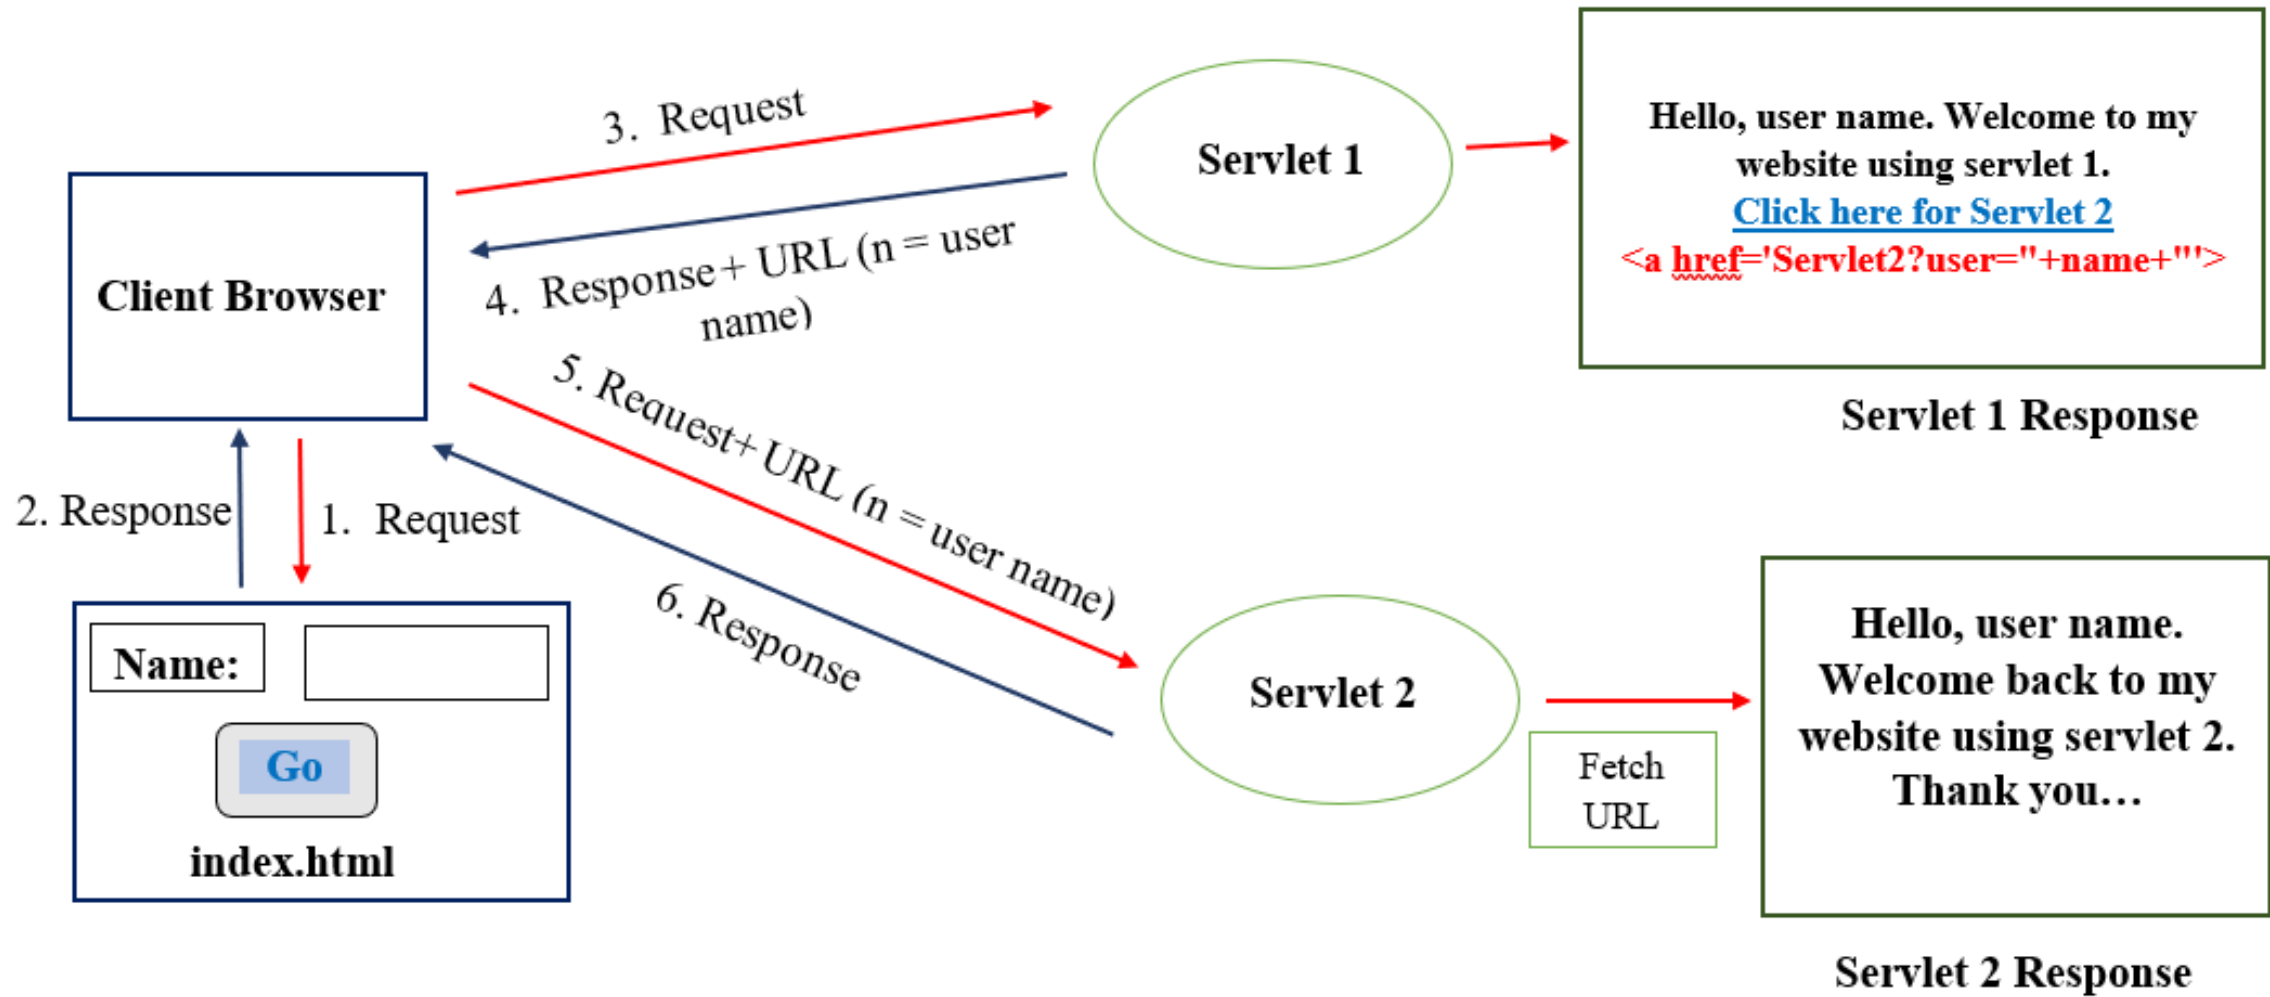 3. Request
Servlet 1
Hello, user name. Welcome to my
website using servlet 1.
Click here for Servlet 2
<a href='Servlet2?user="+name+"'>
Servlet 1 Response
Client Browser
4. Response + URL (n = user
name)
5. Request+ URL (n = user name)
6. Response
2. Response
1. Request
Name:
Go
index.html
Servlet 2
Fetch
URL
Hello, user name.
Welcome back to my
website using servlet 2.
Thank you…
Servlet 2 Response